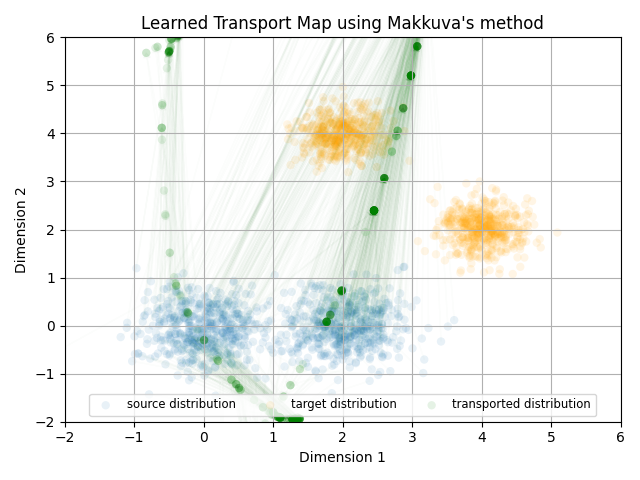 Learned Transport Map using Makkuva's method
6
5
4
3
2
1
0
−1
−2
Dimension 2
source distribution target distribution transported distribution
−2 −1 0 1 2 3 4 5 6
Dimension 1